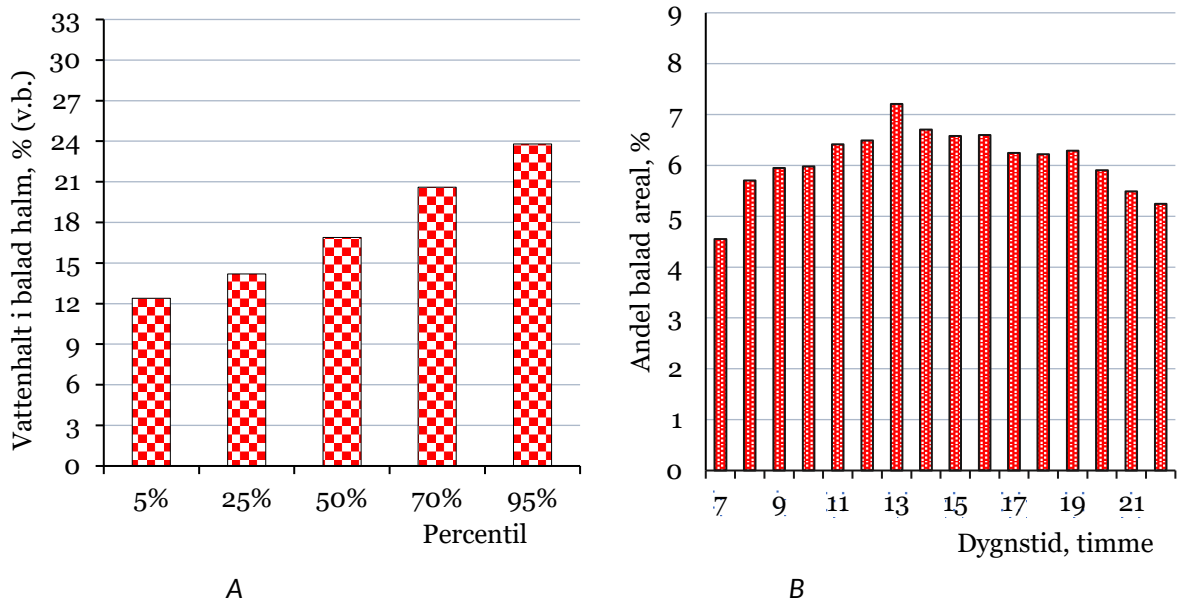 Vattenhalt i balad halm, % (v.b.)
33
30
27
24
21
18
15
12
9
6
3
0
5% 25% 50% 70% 95%
Percentil
A
Andel balad areal, %
9
8
7
6
5
4
3
2
1
0
7 9 11 13 15 17 19 21
Dygnstid, timme
B